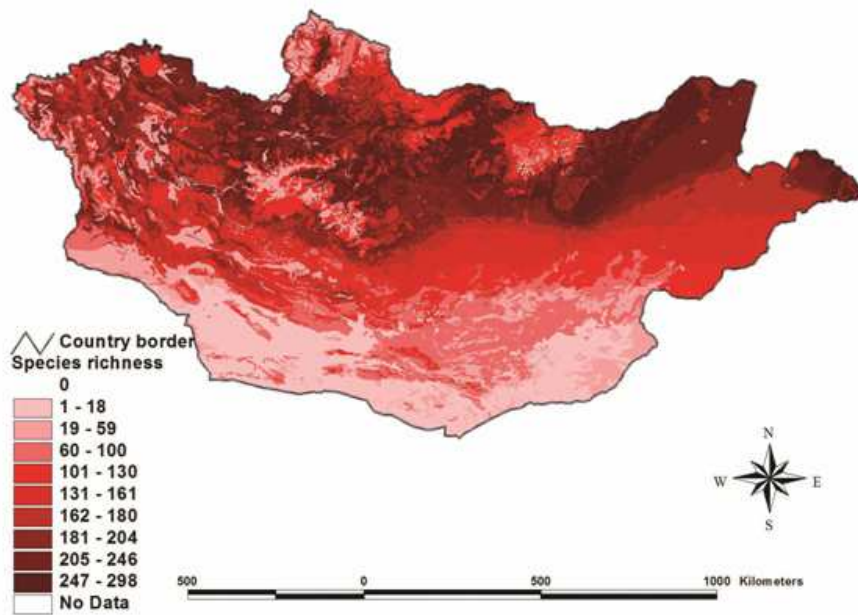 Country border
Species richness
0
1 - 18
19 - 59
60 - 100
101 - 130
131 - 161
162 - 180
181 - 204
205 - 246
247 - 298
No Data
N
W E
S
500 0 500 1000 Kilometers